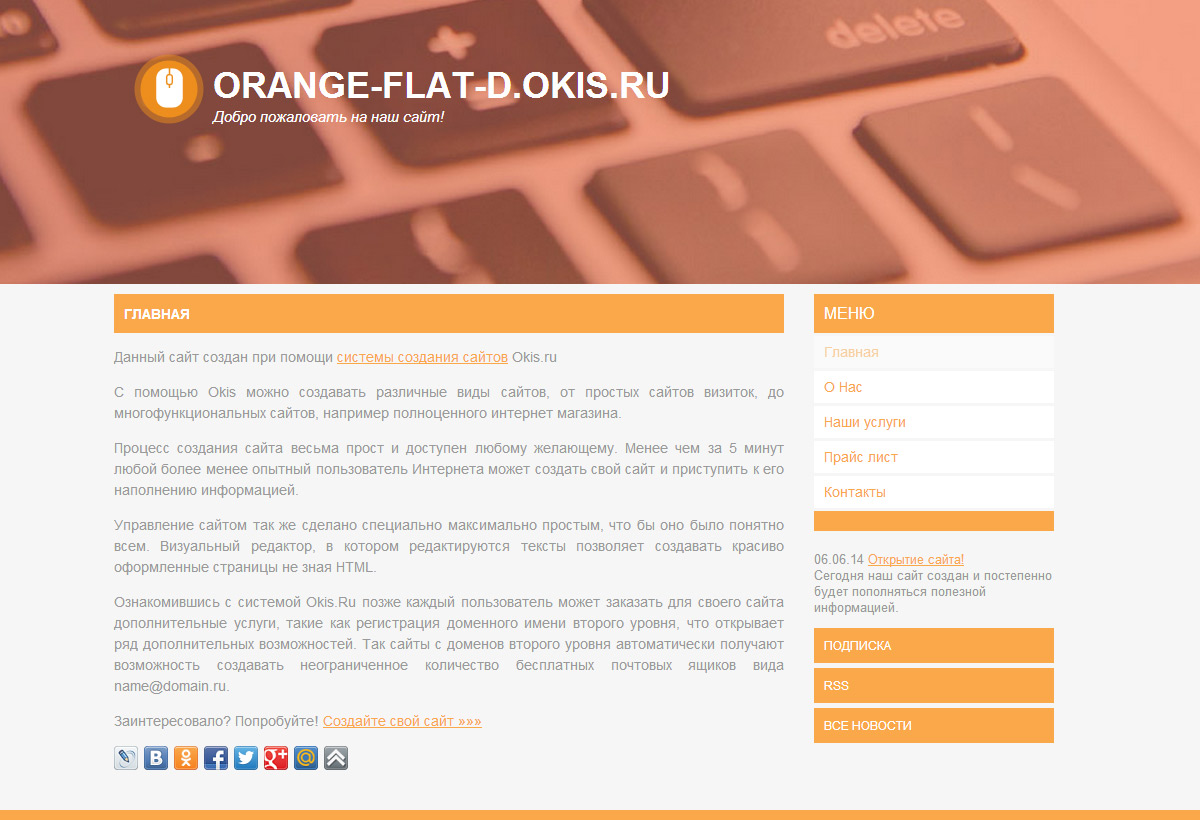 delete
ORANGE-FLAT-D.OKIS.RU
Добро пожаловать на наш сайт!
ГЛАВНАЯ
Данный сайт создан при помощи системы создания сайтов Okis.ru
С помощью Okis можно создавать различные виды сайтов, от простых сайтов визиток, до
многофункциональных сайтов, например полноценного интернет магазина.
Процесс создания сайта весьма прост и доступен любому желающему. Менее чем за 5 минут
любой более менее опытный пользователь Интернета может создать свой сайт и приступить к его
наполнению информацией.
Управление сайтом так же сделано специально максимально простым, что бы оно было понятно
всем. Визуальный редактор, в котором редактируются тексты позволяет создавать красиво
оформленные страницы не зная HTML.
Ознакомившись с системой Okis.Ru позже каждый пользователь может заказать для своего сайта
дополнительные услуги, такие как регистрация доменного имени второго уровня, что открывает
ряд дополнительных возможностей. Так сайты с доменов второго уровня автоматически получают
возможность создавать неограниченное количество бесплатных почтовых ящиков вида
name@domain.ru.
Заинтересовало? Попробуйте! Создайте свой сайт »»»
МЕНЮ
Главная
О Нас
Наши услуги
Прайс лист
Контакты
06.06.14 Открытие сайта!
Сегодня наш сайт создан и постепенно
будет пополняться полезной
информацией.
ПОДПИСКА
RSS
ВСЕ НОВОСТИ